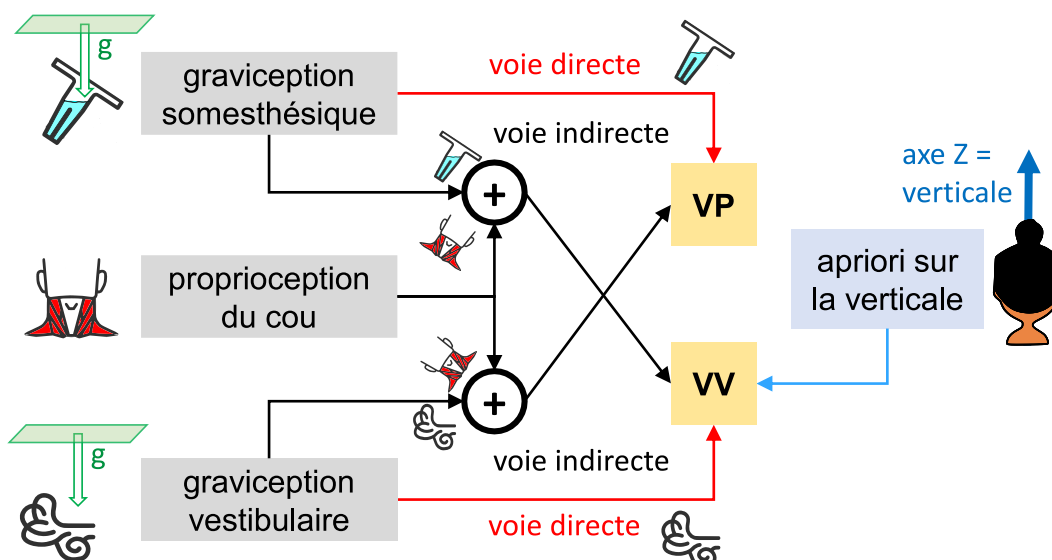 g
graviception
somesthésique
voie directe
voie indirecte
+
VP
axe Z =
verticale
proprioception
du cou
apriori sur
la verticale
+
VV
g
graviception
vestibulaire
voie indirecte
voie directe